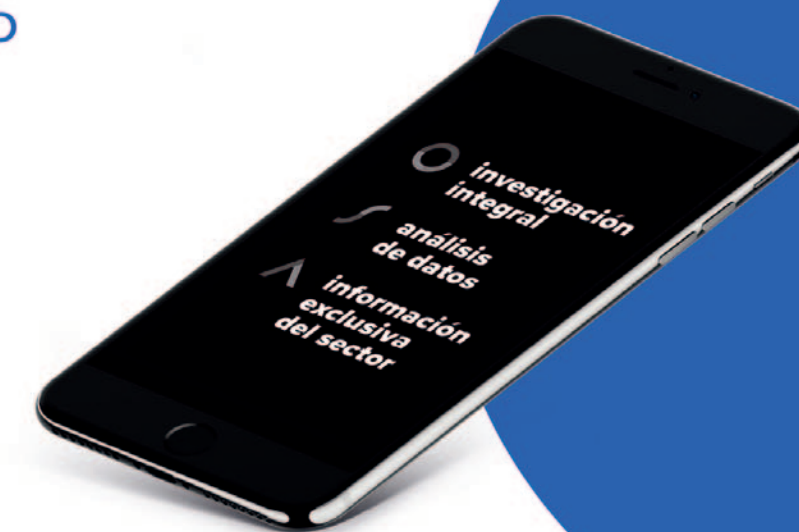 investigación
integral
análisis
de datos
información
exclusiva
del sector